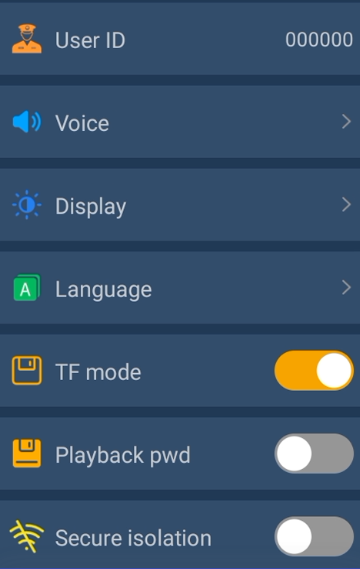 User ID 000000
Voice
Display
Language
A
TF mode
Playback pwd
Secure isolation